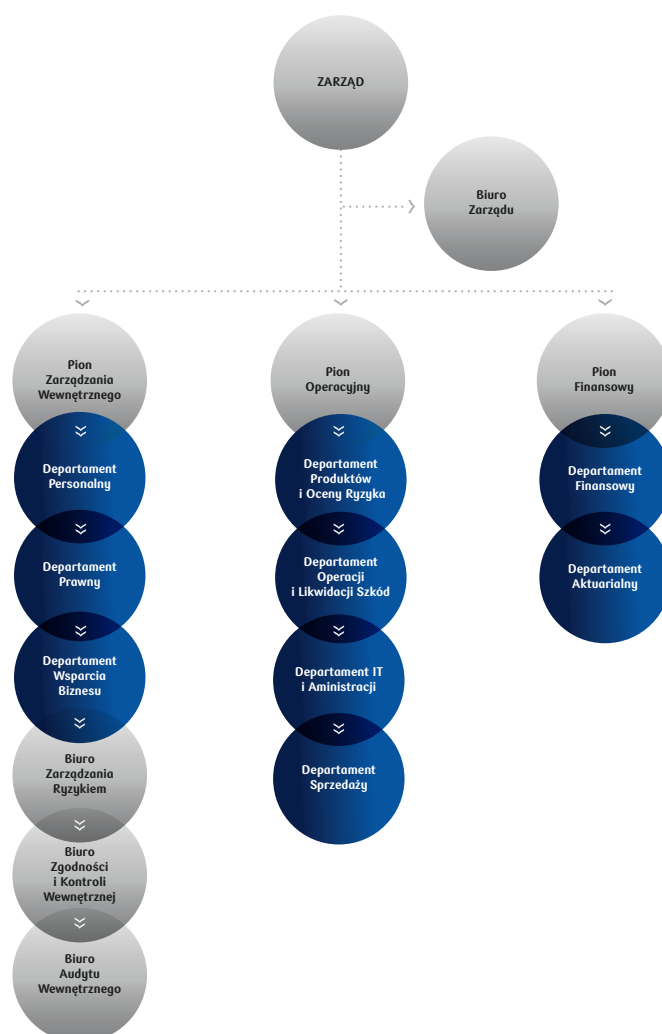 ZARZĄD
Biuro
Zarządu
Pion
Zarządzania
Wewnętrznego
Departament
Personalny
Departament
Prawny
Departament
Wsparcia
Biznesu
Biuro
Zarządzania
Ryzykiem
Biuro
Zgodności
i Kontroli
Wewnętrznej
Biuro
Audytu
Wewnętrznego
Pion
Operacyjny
Departament
Produktów
i Oceny Ryzyka
Departament
Operacji
i Likwidacji Szkód
Departament IT
i Aministracji
Departament
Sprzedaży
Pion
Finansowy
Departament
Finansowy
Departament
Aktuarialny